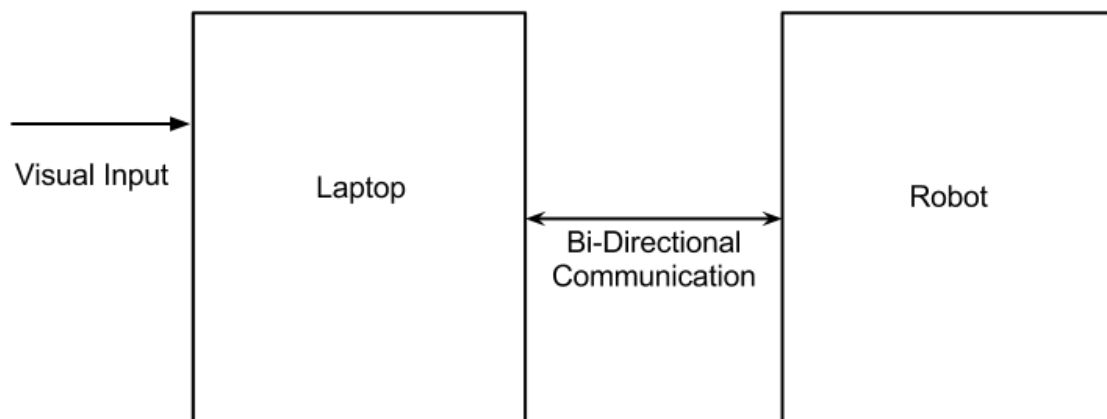 Visual Input
Laptop
Robot
Bi-Directional
Communication